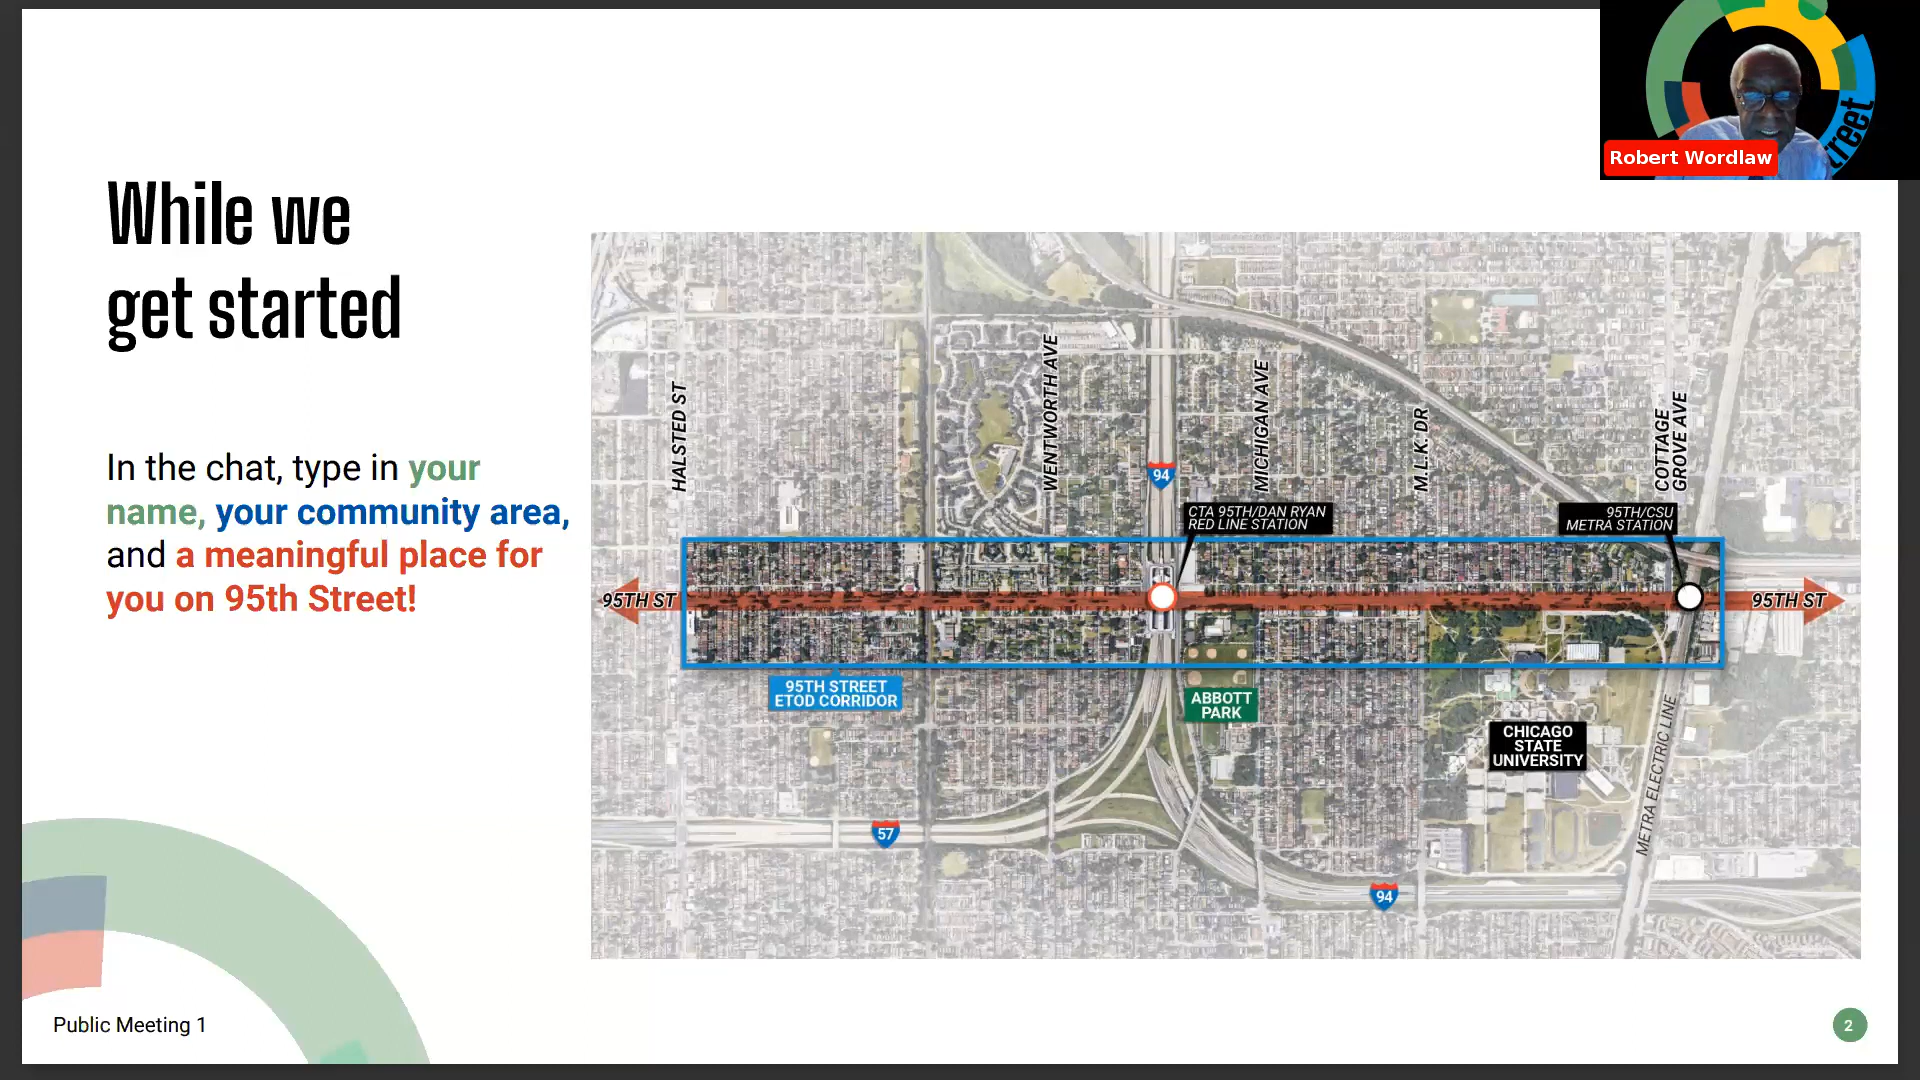 treet
Robert Wordlaw
While we
get started
In the chat, type in your
name, your community area,
and a meaningful place for
you on 95th Street!
HALSTED ST
WENTWORTH AVE
94
MICHIGAN AVE
M.L.K. DR
COTTAGE
GROVE AVE
CTA 95TH/DAN RYAN
RED LINE STATION
95TH/CSU
METRA STATION
95TH ST
95TH ST
95TH STREET
ETOD CORRIDOR
ABBOTT
PARK
CHICAGO
STATE
UNIVERSITY
METRA ELECTRIC LINE
57
94
Public Meeting 1
2